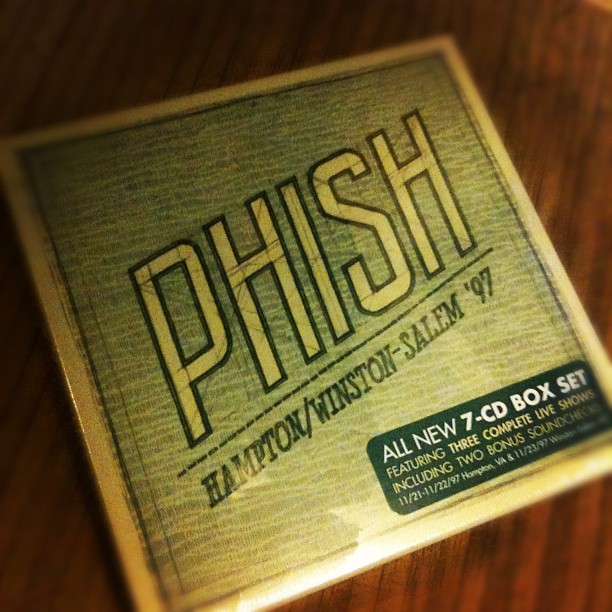 PHISH
HAMPTON/WINSTON-SALEM '97
ALL NEW 7-CD BOX SET
FEATURING THREE COMPLETE LIVE SHOWS
INCLUDING TWO BONUS SOUNDCHECKS
11/21-11/22/97 Hampton, VA & 11/23/97 Winston-Salem